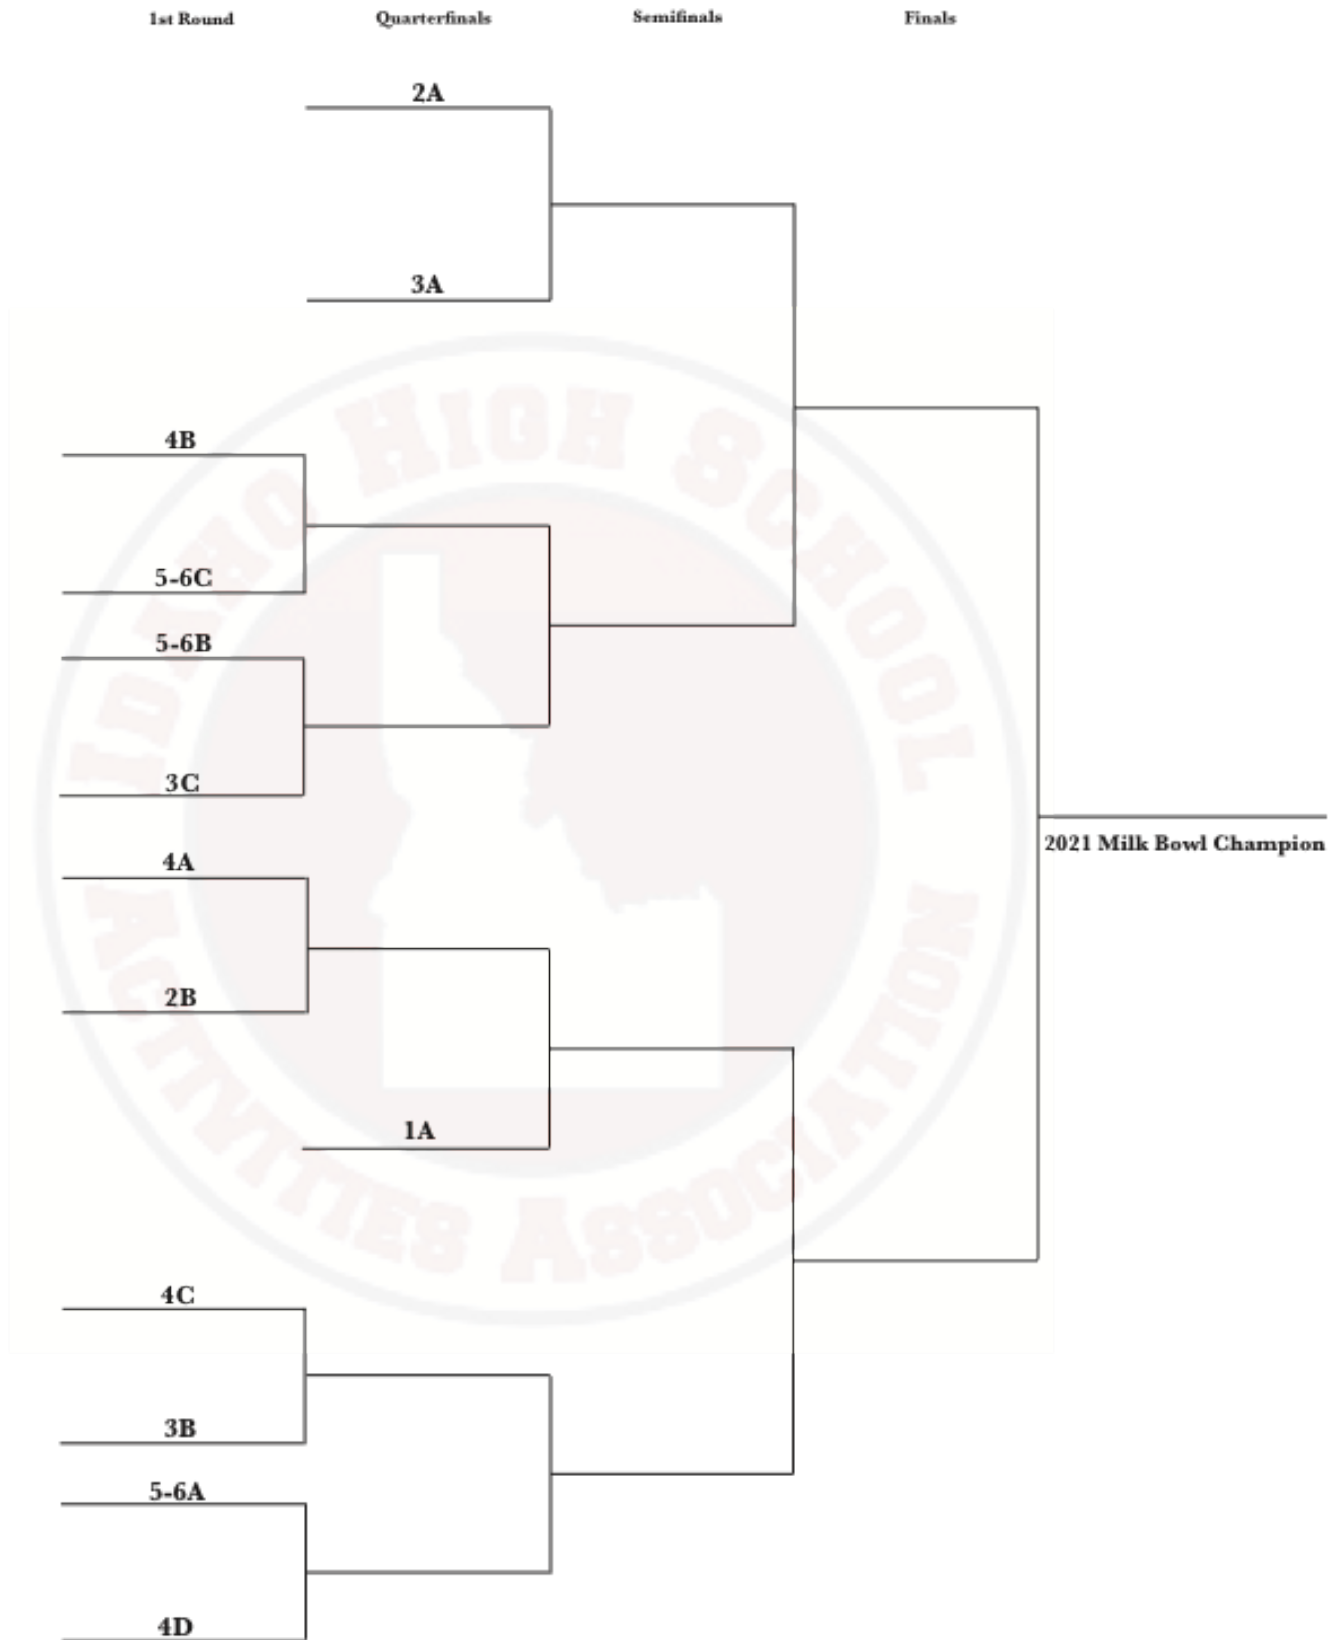 1st Round Quarterfinals Semifinals Finals
2A
3A
4B
5-6C
5-6B
3C
4A
2B
1A
4C
3B
5-6A
4D
2021 Milk Bowl Champion
IDAHO HIGH SCHOOL
ACTIVITIES ASSOCIATION